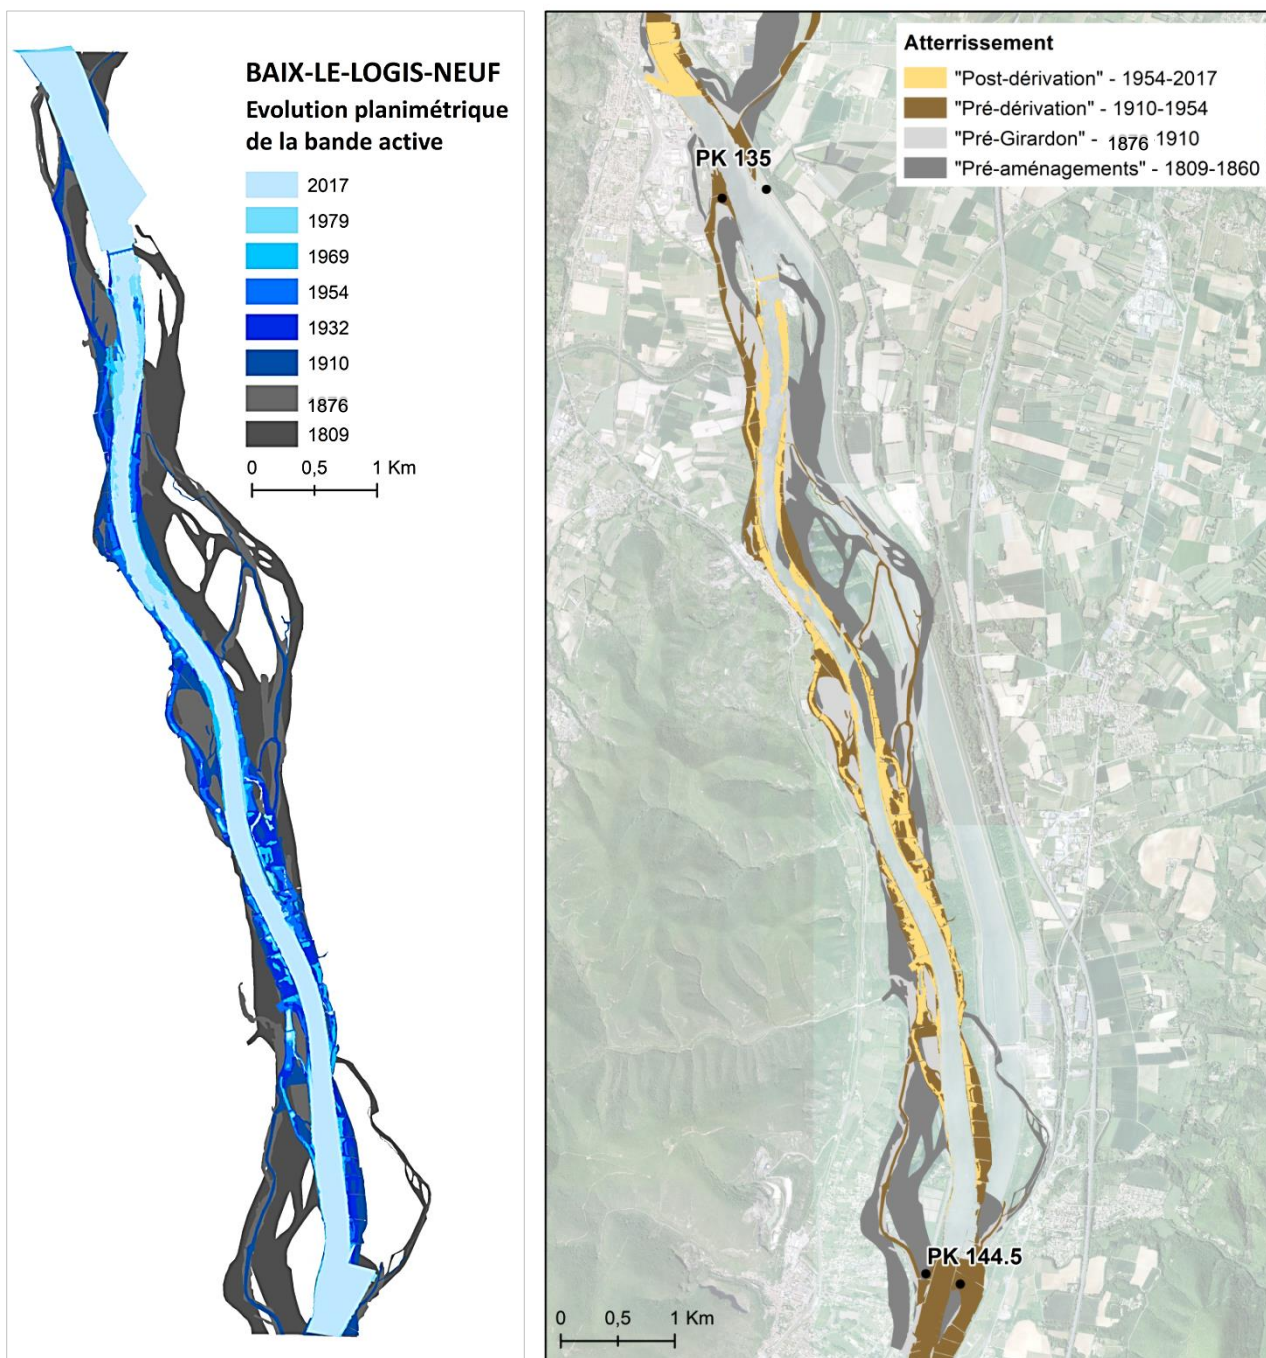 BAIX-LE-LOGIS-NEUF
Evolution planimétrique
de la bande active
2017
1979
1969
1954
1932
1910
1876
1809
0 0,5 1 Km
Atterrissement
"Post-dérivation" - 1954-2017
"Pré-dérivation" - 1910-1954
"Pré-Girardon" - 1876 1910
"Pré-aménagements" - 1809-1860
PK 135
PK 144.5
0 0,5 1 Km